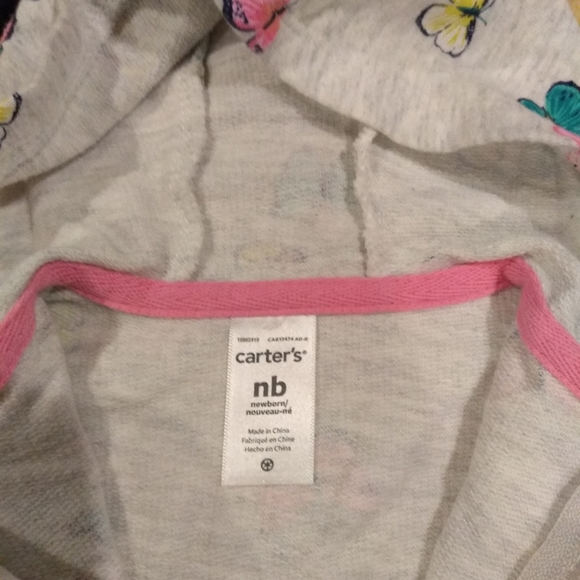 carter's®
nb
newborn/
nouveau-né
Made in China
Fabriqué en Chine
Hecho en China